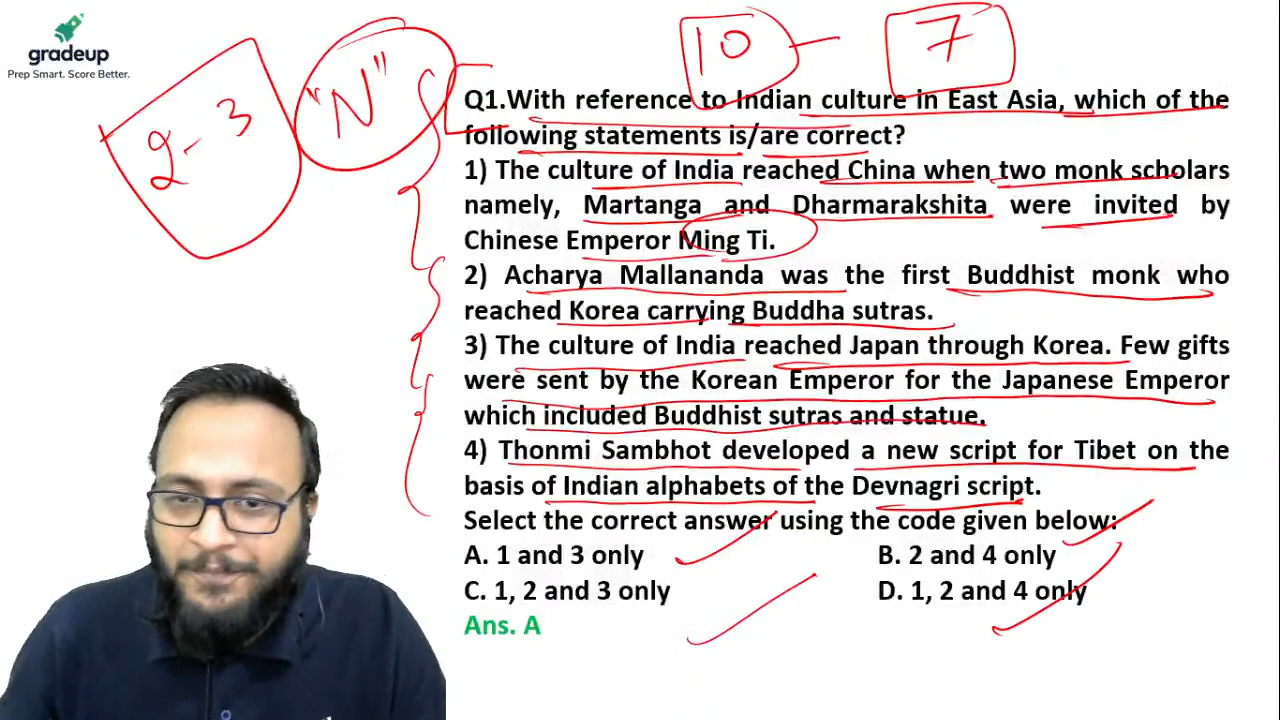 gradeup
Prep Smart. Score Better.
2-3
"N"
10 - 7
Q1.With reference to Indian culture in East Asia, which of the
following statements is/are correct?
1) The culture of India reached China when two monk scholars
namely, Martanga and Dharmarakshita were invited by
Chinese Emperor Ming Ti.
2) Acharya Mallananda was the first Buddhist monk who
reached Korea carrying Buddha sutras.
3) The culture of India reached Japan through Korea. Few gifts
were sent by the Korean Emperor for the Japanese Emperor
which included Buddhist sutras and statue.
4) Thonmi Sambhot developed a new script for Tibet on the
basis of Indian alphabets of the Devnagri script.
Select the correct answer using the code given below:
A. 1 and 3 only B. 2 and 4 only
C. 1, 2 and 3 only D. 1, 2 and 4 only
Ans. A